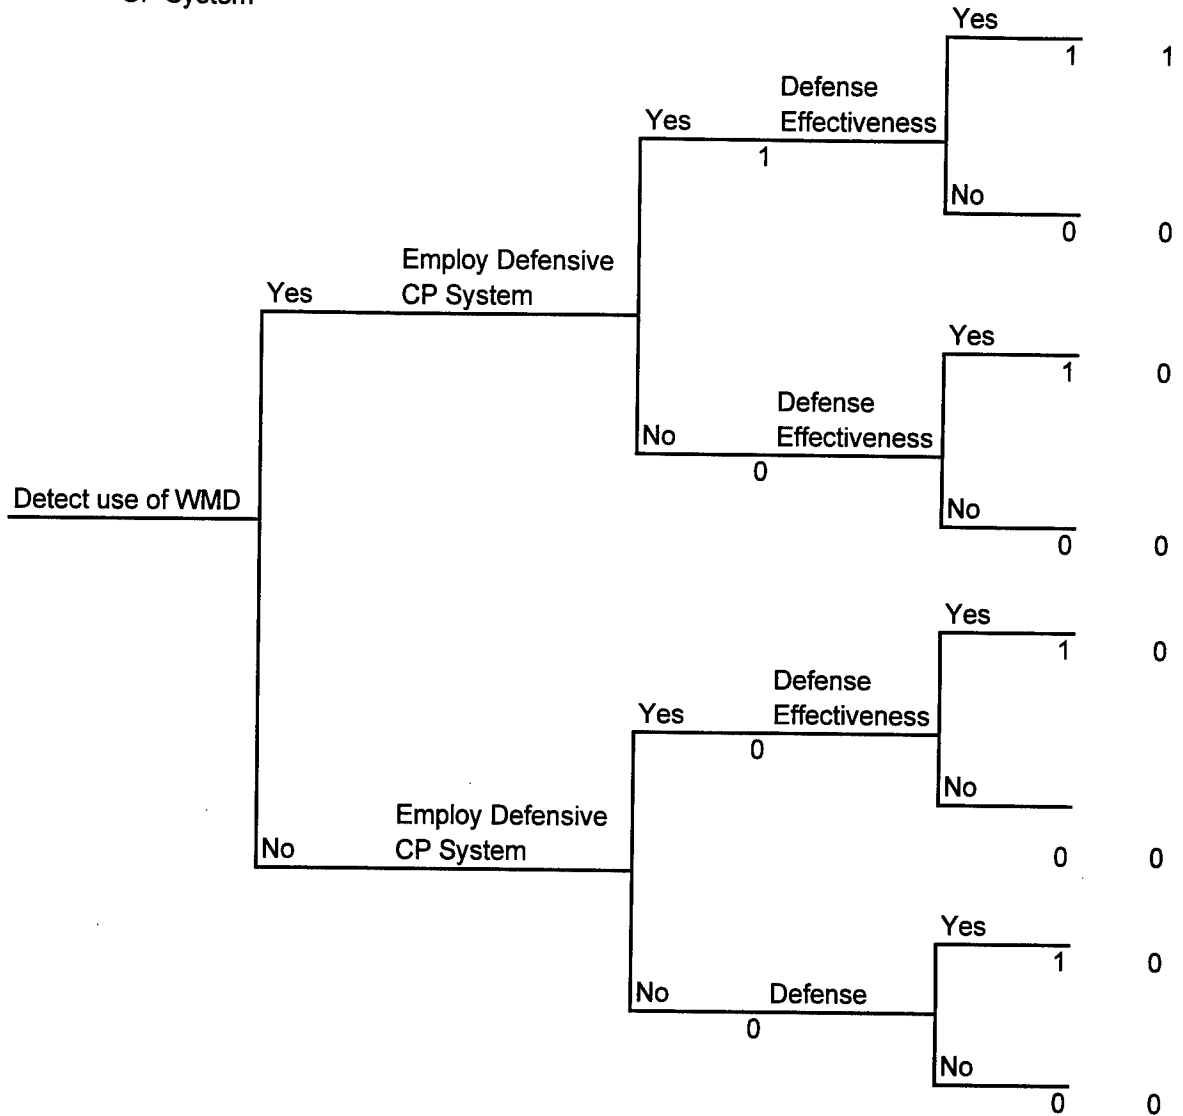 CP System
Yes
1 1
Defense
Effectiveness
Yes
1
No
0 0
Employ Defensive
CP System
Yes
Yes
1 0
Defense
Effectiveness
No
0
No
0 0
Detect use of WMD
Yes
1 0
Defense
Effectiveness
Yes
0
No
0 0
Employ Defensive
CP System
No
Yes
1 0
No
Defense
0
No
0 0